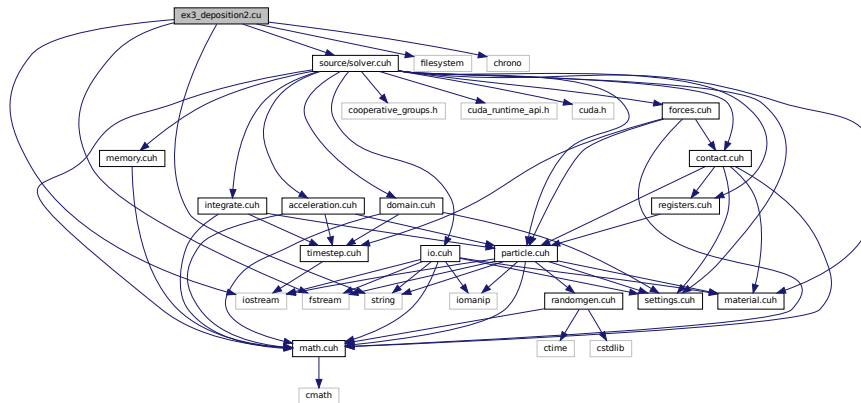 ex3_deposition2.cu
source/solver.cuh
filesystem
chrono
cooperative_groups.h
cuda_runtime_api.h
cuda.h
forces.cuh
memory.cuh
contact.cuh
integrate.cuh
acceleration.cuh
domain.cuh
registers.cuh
timestep.cuh
io.cuh
particle.cuh
iostream
fstream
string
iomanip
randomgen.cuh
settings.cuh
material.cuh
math.cuh
ctime
cstdlib
cmath